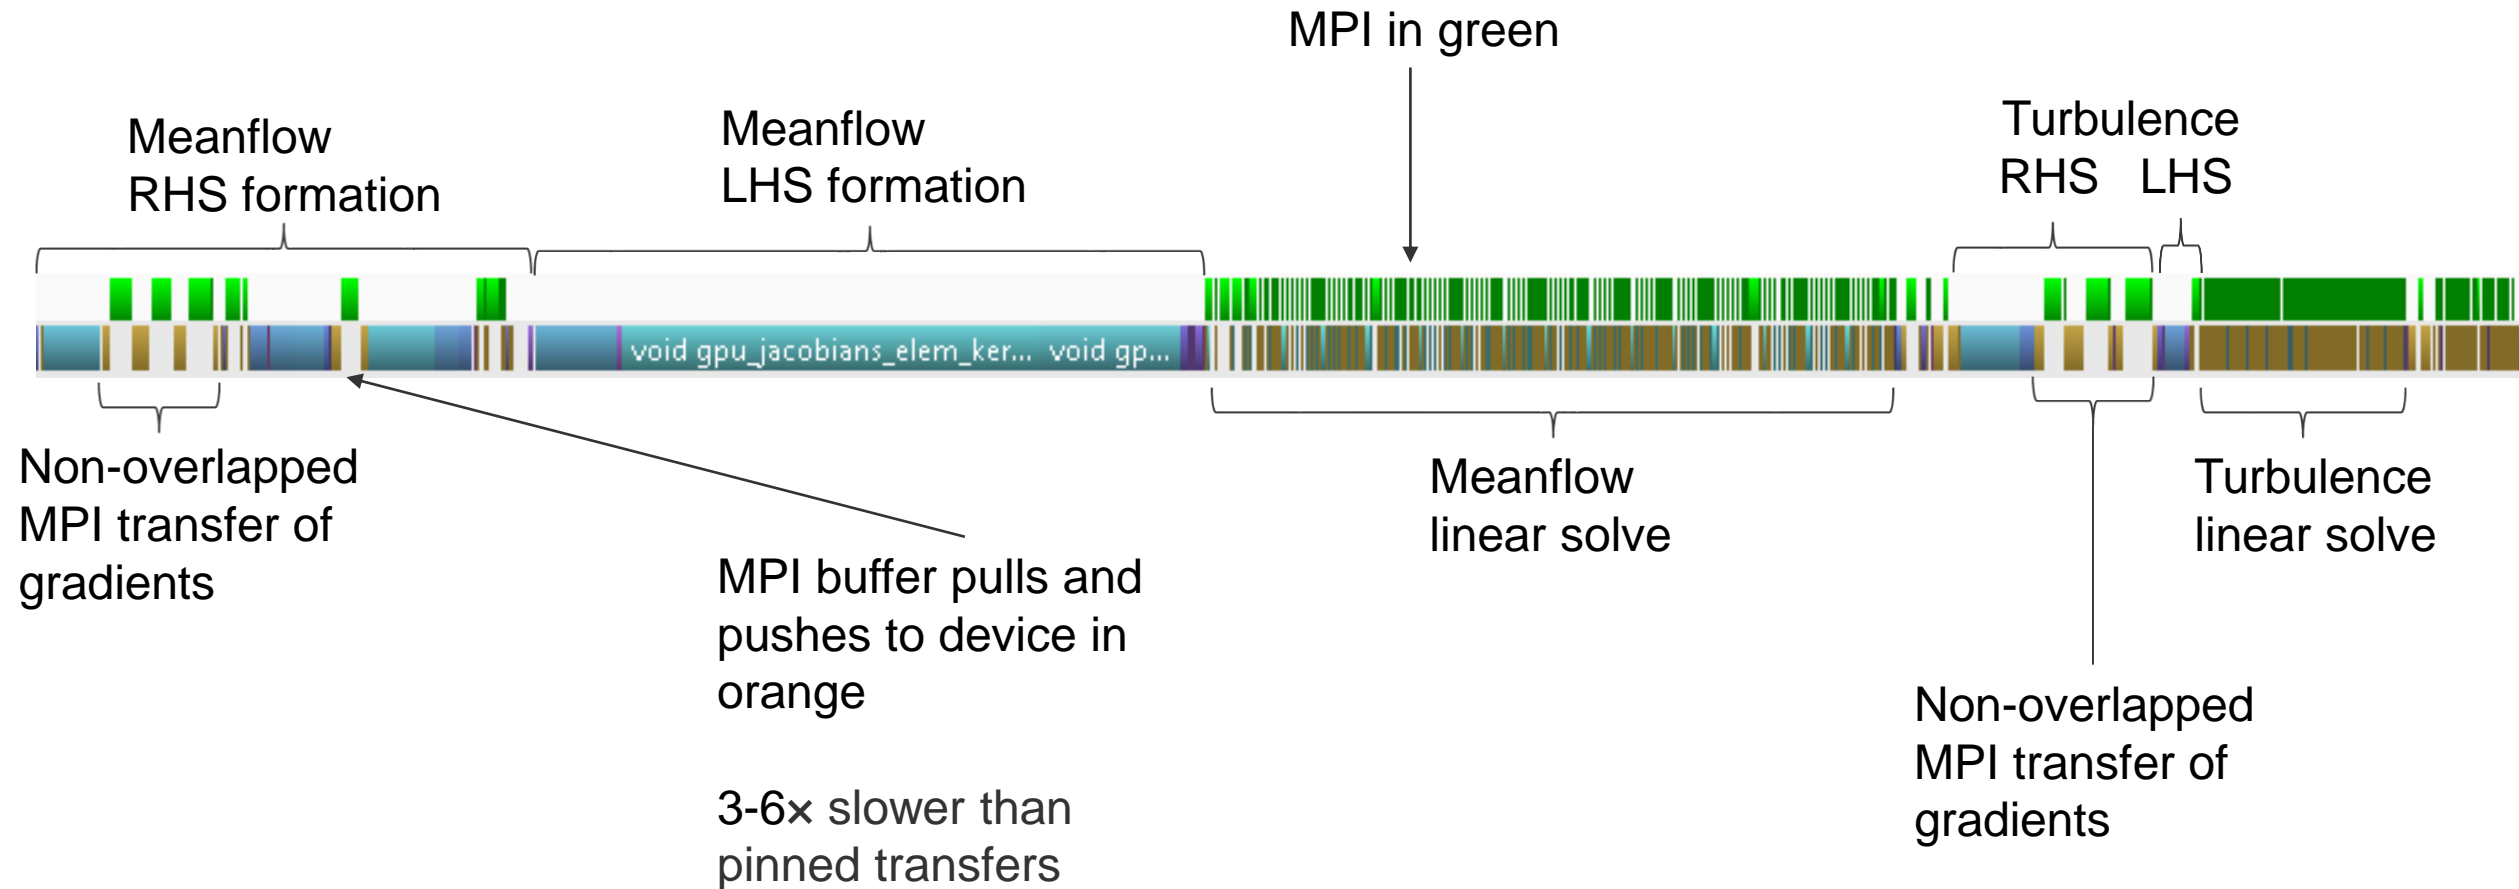 MPI in green
Meanflow
RHS formation
Meanflow
LHS formation
Turbulence
RHS LHS
void gpu_jacobians_elem_ker... void gp...
Non-overlapped
MPI transfer of
gradients
MPI buffer pulls and
pushes to device in
orange
3-6× slower than
pinned transfers
Meanflow
linear solve
Turbulence
linear solve
Non-overlapped
MPI transfer of
gradients